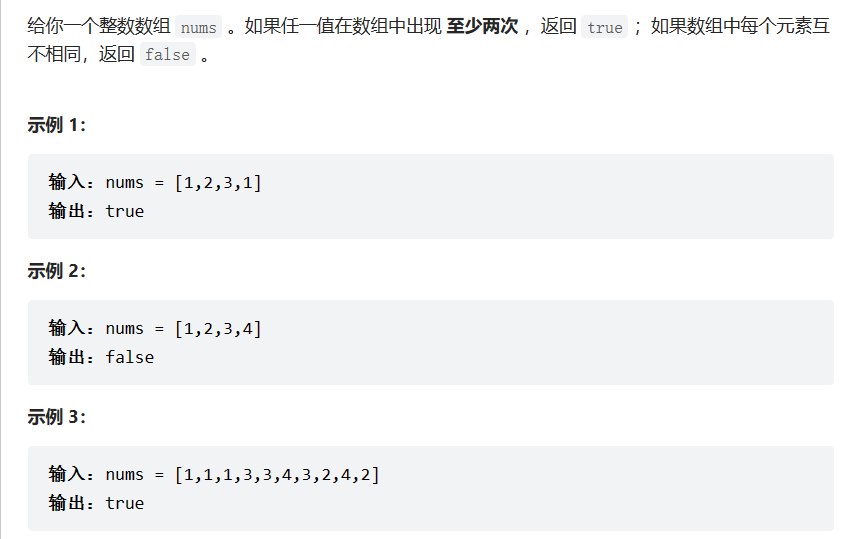 给你一个整数数组 nums 。如果任一值在数组中出现 至少两次 ，返回 true ；如果数组中每个元素互
不相同，返回 false 。
示例 1：
输入：nums = [1,2,3,1]
输出：true
示例 2：
输入：nums = [1,2,3,4]
输出：false
示例 3：
输入：nums = [1,1,1,3,3,4,3,2,4,2]
输出：true